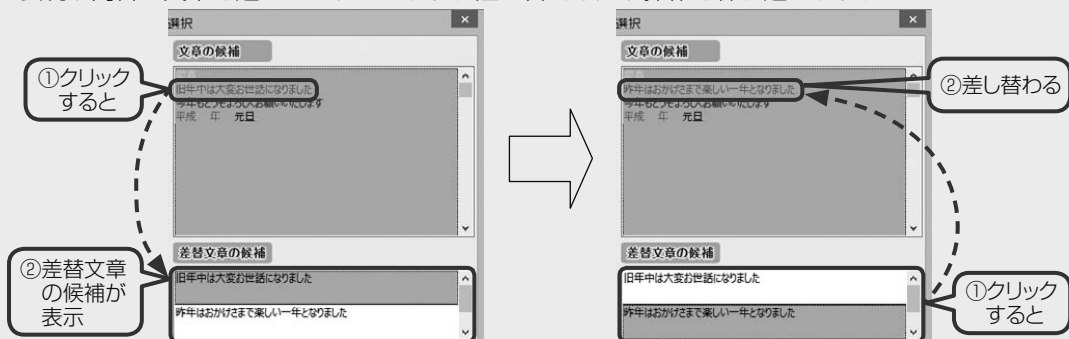 選択
文章の候補
①クリック
すると
旧年中は大変お世話になりました
今年もどうぞよろしくお願いいたします
平成 年 元旦
差替文章の候補
②差替文章
の候補が
表示
旧年中は大変お世話になりました
昨年はおかげさまで楽しい一年となりました
選択
文章の候補
昨年はおかげさまで楽しい一年となりました
②差し替わる
今年もどうぞよろしくお願いいたします
平成 年 元旦
差替文章の候補
旧年中は大変お世話になりました
昨年はおかげさまで楽しい一年となりました
①クリック
すると